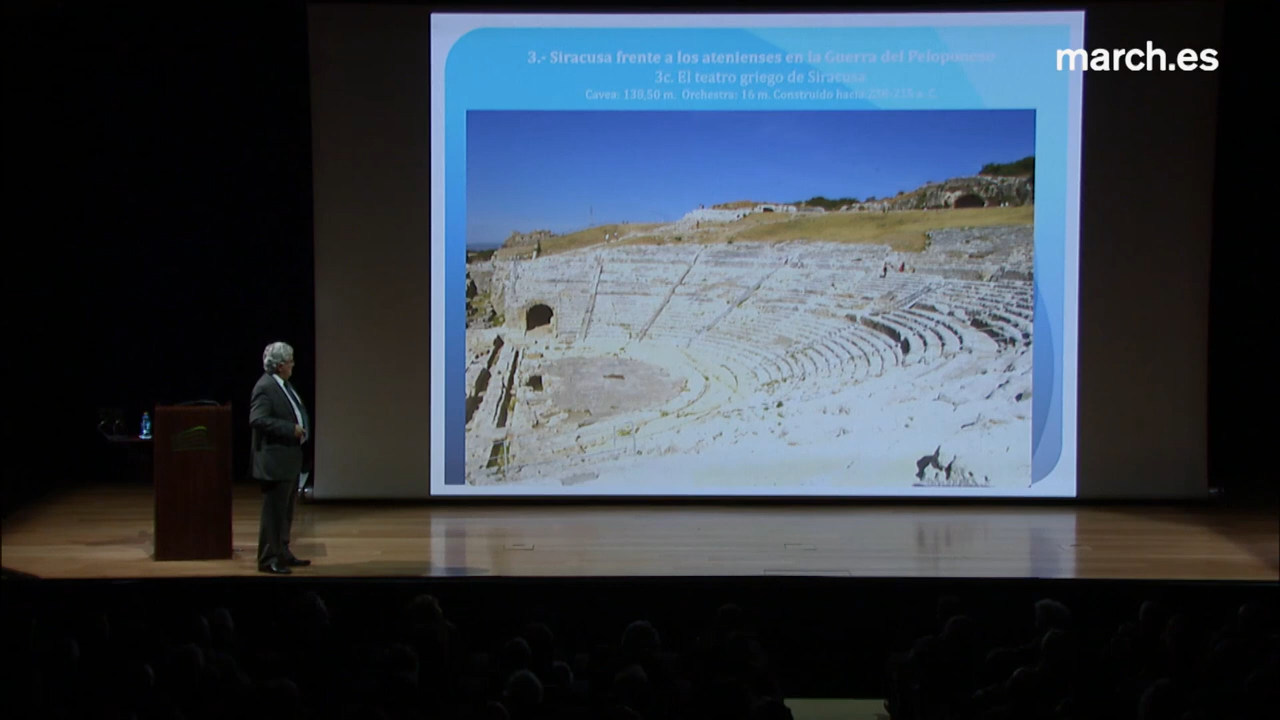 march.es
3.- Siracusa frente a los atenienses en la Guerra del Peloponeso
3c. El teatro griego de Siracusa
Cavea: 138,50 m. Orchestra: 16 m. Construido hacia